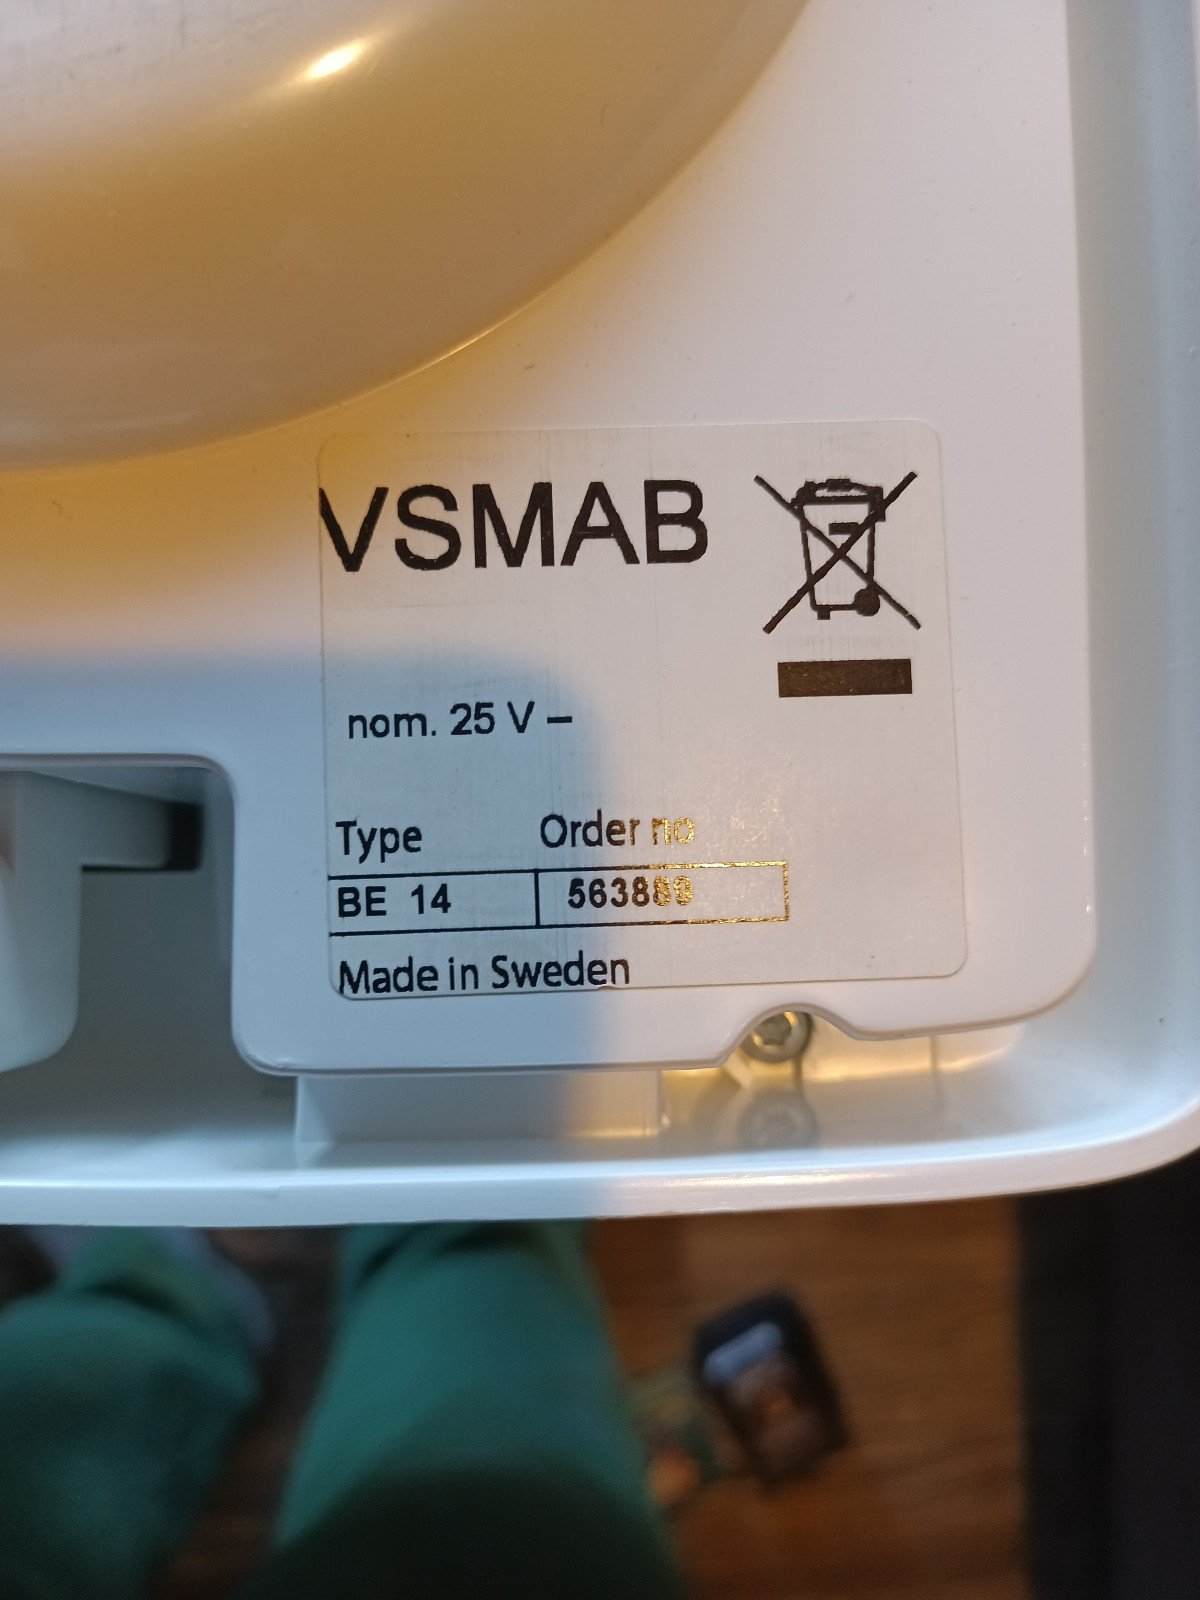 VSMAB
nom. 25 V –
Type Order no
BE 14
Made in Sweden